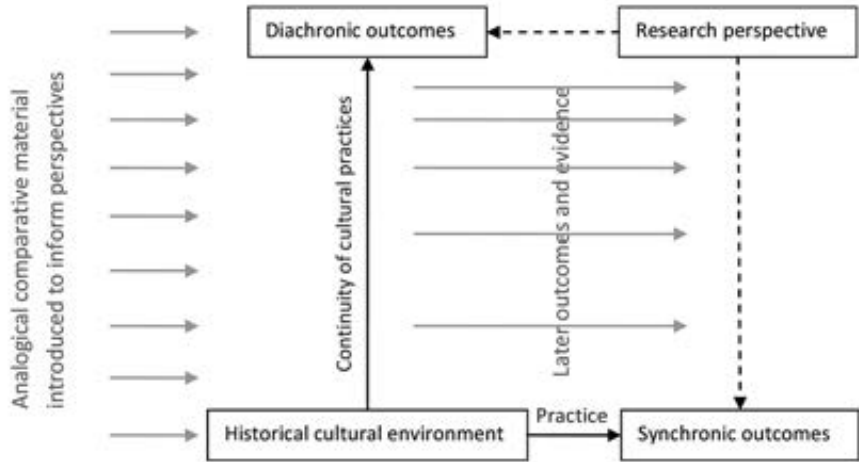 Diachronic outcomes
Research perspective
Analogical comparative material
introduced to inform perspectives
Continuity of cultural practices
Later outcomes and evidence
Historical cultural environment
Practice
Synchronic outcomes